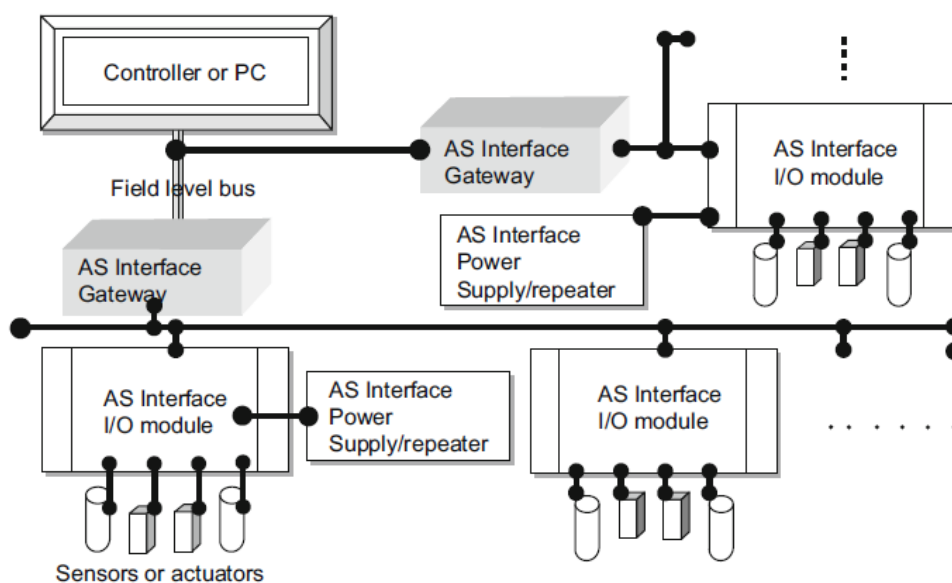 Controller or PC
Field level bus
AS Interface
Gateway
AS Interface
Gateway
AS Interface
I/O module
AS Interface
Power
Supply/repeater
AS Interface
I/O module
AS Interface
Power
Supply/repeater
AS Interface
I/O module
Sensors or actuators